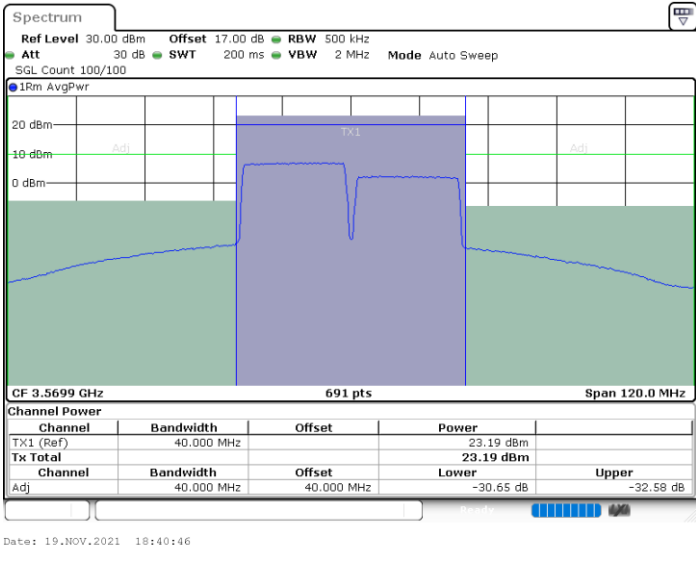 Spectrum
Ref Level 30.00 dBm Offset 17.00 dB RBW 500 kHz
Att 30 dB SWT 200 ms VBW 2 MHz Mode Auto Sweep
SGL Count 100/100
1Rm AvgPwr
20 dBm
TX1
10 dBm Adj Adj
0 dBm
CF 3.5699 GHz 691 pts Span 120.0 MHz
Channel Power
Channel Bandwidth Offset Power
TX1 (Ref) 40.000 MHz 23.19 dBm
Tx Total 23.19 dBm
Channel Bandwidth Offset Lower Upper
Adj 40.000 MHz 40.000 MHz -30.65 dB -32.58 dB
Ready
Date: 19.NOV.2021 18:40:46